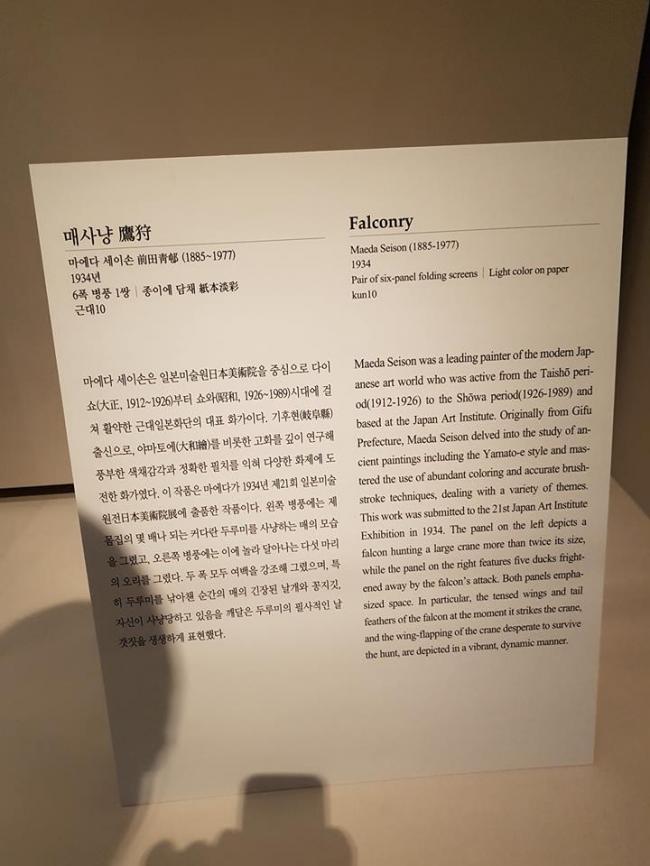 매사냥 鷹狩
마에다 세이손 前田靑邨 (1885~1977)
1934년
6폭 병풍 1쌍 | 종이에 담채 紙本淡彩
근대10
마에다 세이손은 일본미술원日本美術院을 중심으로 다이
쇼(大正, 1912~1926)부터 쇼와(昭和, 1926~1989)시대에 걸
쳐 활약한 근대일본화단의 대표 화가이다. 기후현(岐阜縣)
출신으로, 야마토에(大和繪)를 비롯한 고화를 깊이 연구해
풍부한 색채감각과 정확한 필치를 익혀 다양한 화제에 도
전한 화가였다. 이 작품은 마에다가 1934년 제21회 일본미술
원전日本美術院展에 출품한 작품이다. 왼쪽 병풍에는 제
몸집의 몇 배나 되는 커다란 두루미를 사냥하는 매의 모습
을 그렸고, 오른쪽 병풍에는 이에 놀라 달아나는 다섯 마리
의 오리를 그렸다. 두 폭 모두 여백을 강조해 그렸으며, 특
히 두루미를 낚아챈 순간의 매의 긴장된 날개와 꽁지깃,
자신이 사냥당하고 있음을 깨달은 두루미의 필사적인 날
갯짓을 생생하게 표현했다.
Falconry
Maeda Seison (1885-1977)
1934
Pair of six-panel folding screens | Light color on paper
kun10
Maeda Seison was a leading painter of the modern Jap-
anese art world who was active from the Taishō peri-
od(1912-1926) to the Shōwa period(1926-1989) and
based at the Japan Art Institute. Originally from Gifu
Prefecture, Maeda Seison delved into the study of an-
cient paintings including the Yamato-e style and mas-
tered the use of abundant coloring and accurate brush-
stroke techniques, dealing with a variety of themes.
This work was submitted to the 21st Japan Art Institute
Exhibition in 1934. The panel on the left depicts a
falcon hunting a large crane more than twice its size,
while the panel on the right features five ducks fright-
ened away by the falcon's attack. Both panels empha-
sized space. In particular, the tensed wings and tail
feathers of the falcon at the moment it strikes the crane,
and the wing-flapping of the crane desperate to survive
the hunt, are depicted in a vibrant, dynamic manner.